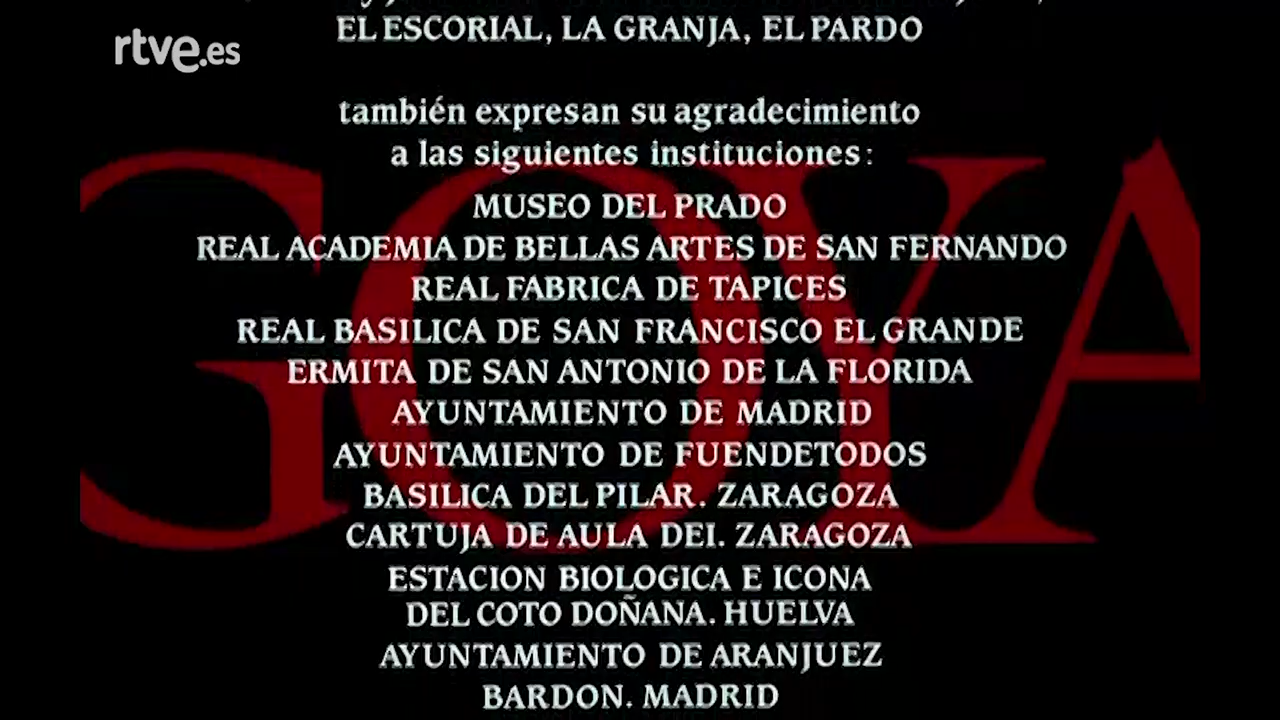 rtve.es
EL ESCORIAL, LA GRANJA, EL PARDO
también expresan su agradecimiento
a las siguientes instituciones:
GOYA
MUSEO DEL PRADO
REAL ACADEMIA DE BELLAS ARTES DE SAN FERNANDO
REAL FABRICA DE TAPICES
REAL BASILICA DE SAN FRANCISCO EL GRANDE
ERMITA DE SAN ANTONIO DE LA FLORIDA
AYUNTAMIENTO DE MADRID
AYUNTAMIENTO DE FUENDETODOS
BASILICA DEL PILAR. ZARAGOZA
CARTUJA DE AULA DEI. ZARAGOZA
ESTACION BIOLOGICA E ICONA
DEL COTO DOÑANA. HUELVA
AYUNTAMIENTO DE ARANJUEZ
BARDON. MADRID